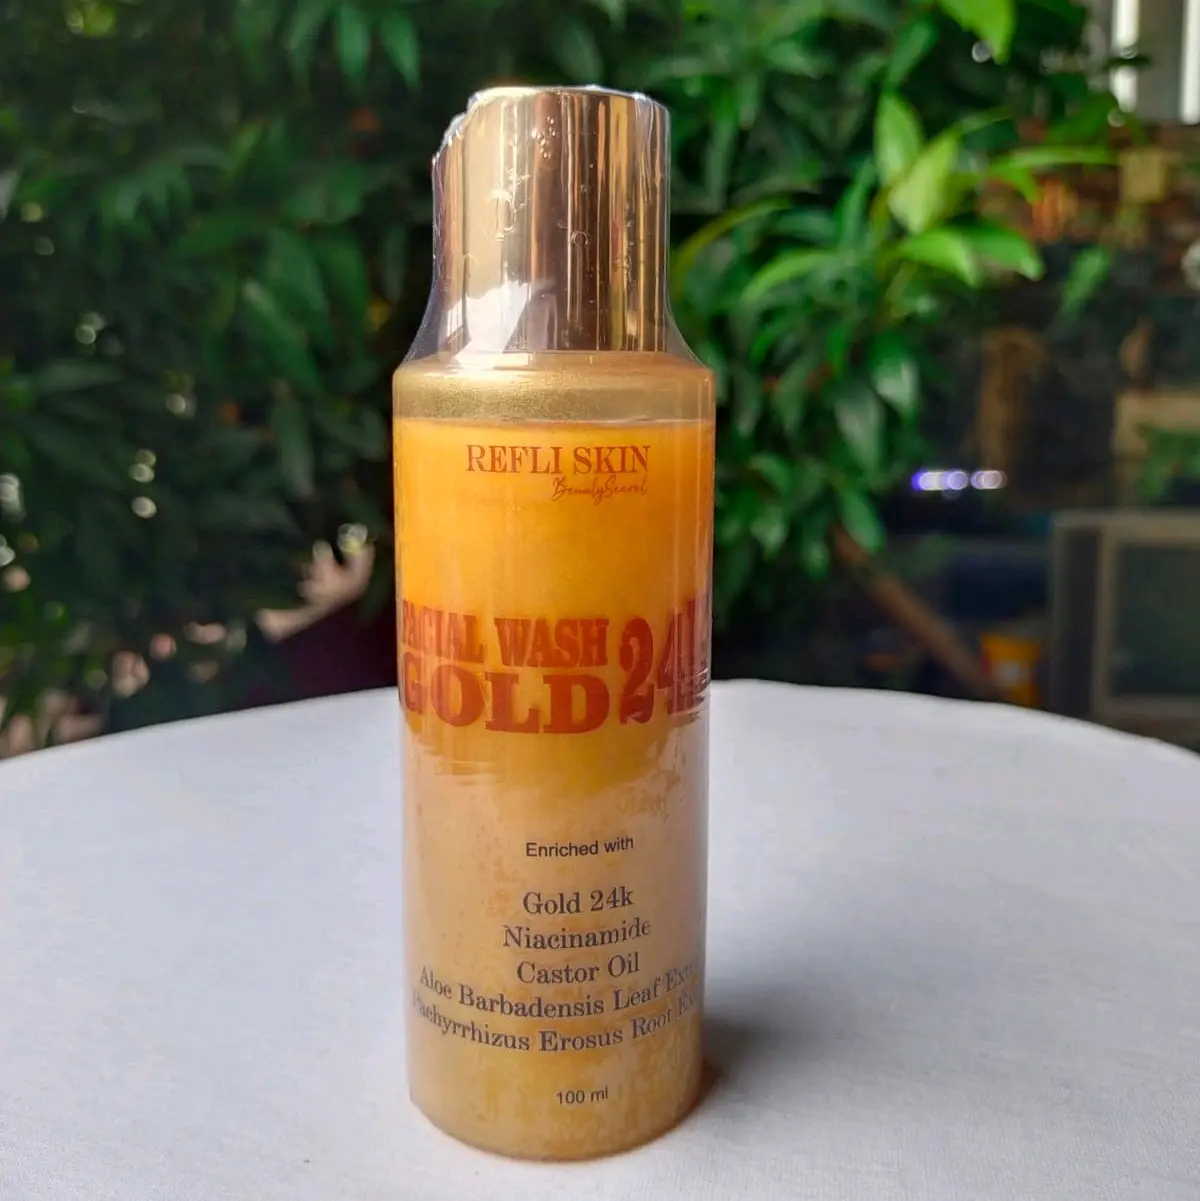 REFLI SKIN
BeautySecret
FACIAL WASH
GOLD 24K
Enriched with
Gold 24k
Niacinamide
Castor Oil
Aloe Barbadensis Leaf
Pachyrrhizus Erosus Root
100 ml